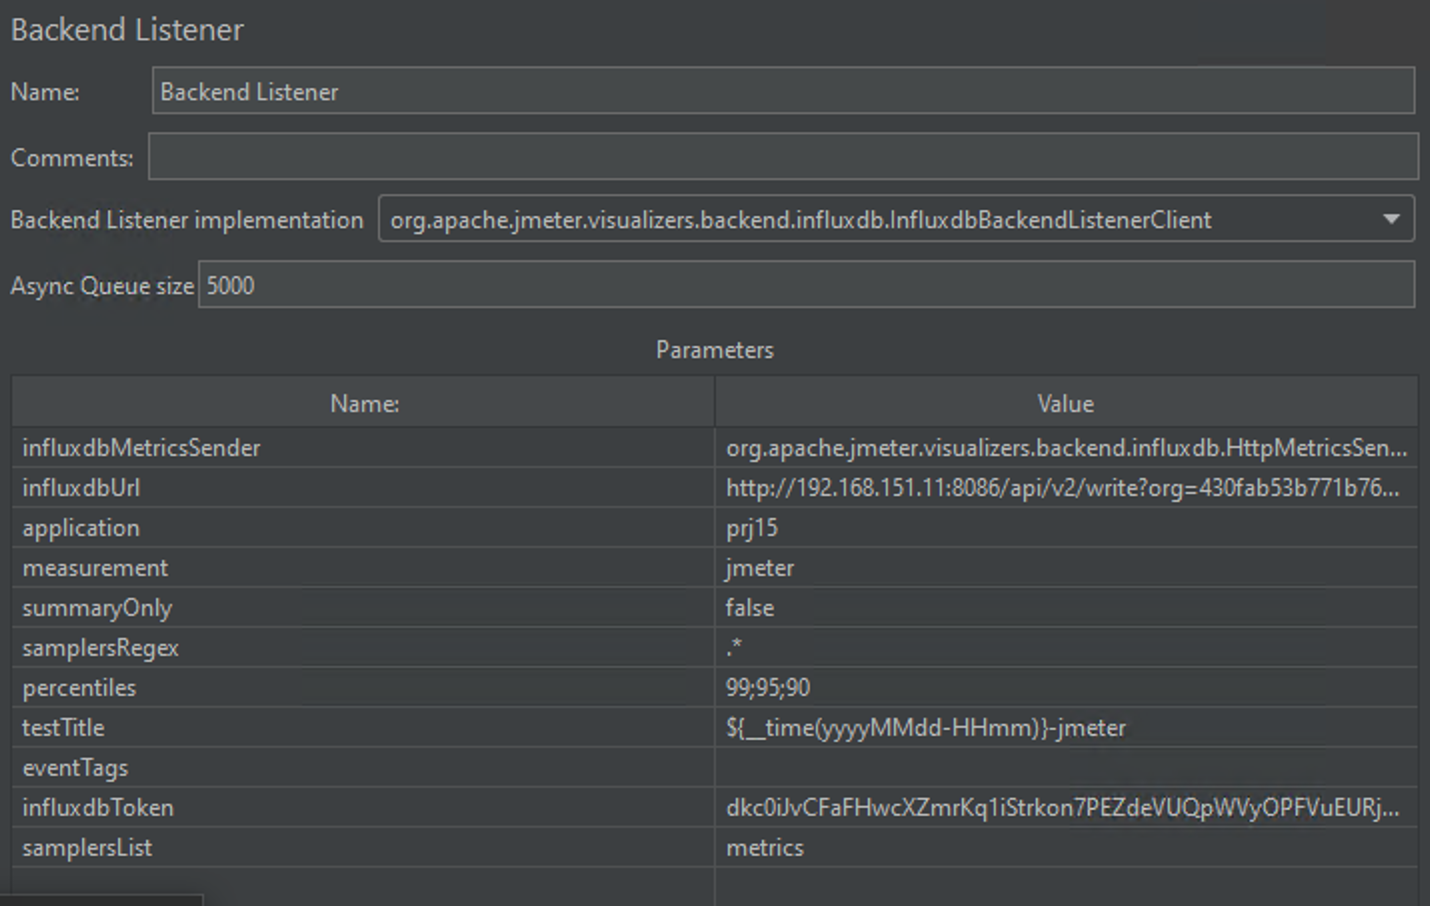 Backend Listener
Name: Backend Listener
Comments:
Backend Listener implementation org.apache.jmeter.visualizers.backend.influxdb.InfluxdbBackendListenerClient
Async Queue size 5000
Parameters
Name: Value
influxdbMetricsSender org.apache.jmeter.visualizers.backend.influxdb.HttpMetricsSen...
influxdbUrl http://192.168.151.11:8086/api/v2/write?org=430fab53b771b76...
application prj15
measurement jmeter
summaryOnly false
samplersRegex .*
percentiles 99;95;90
testTitle ${__time(yyyyMMdd-HHmm)}-jmeter
eventTags
influxdbToken dkc0iJvCFaFHwcXZmrKq1iStrkon7PEZdeVUQpWVyOPFVuEURj...
samplersList metrics